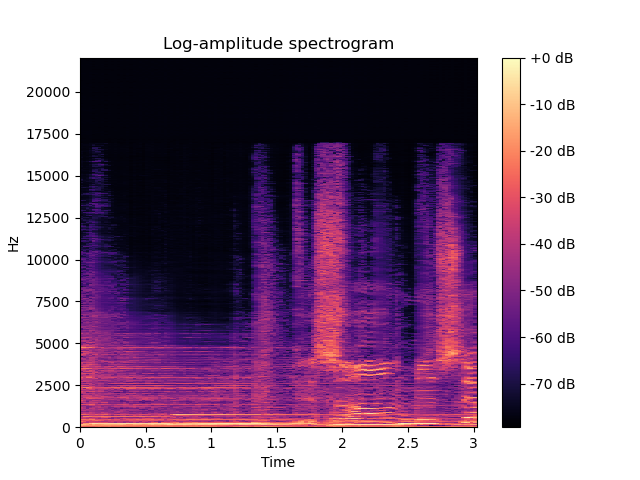 Log-amplitude spectrogram
Hz
20000
17500
15000
12500
10000
7500
5000
2500
0
0 0.5 1 1.5 2 2.5 3
Time
+0 dB
-10 dB
-20 dB
-30 dB
-40 dB
-50 dB
-60 dB
-70 dB